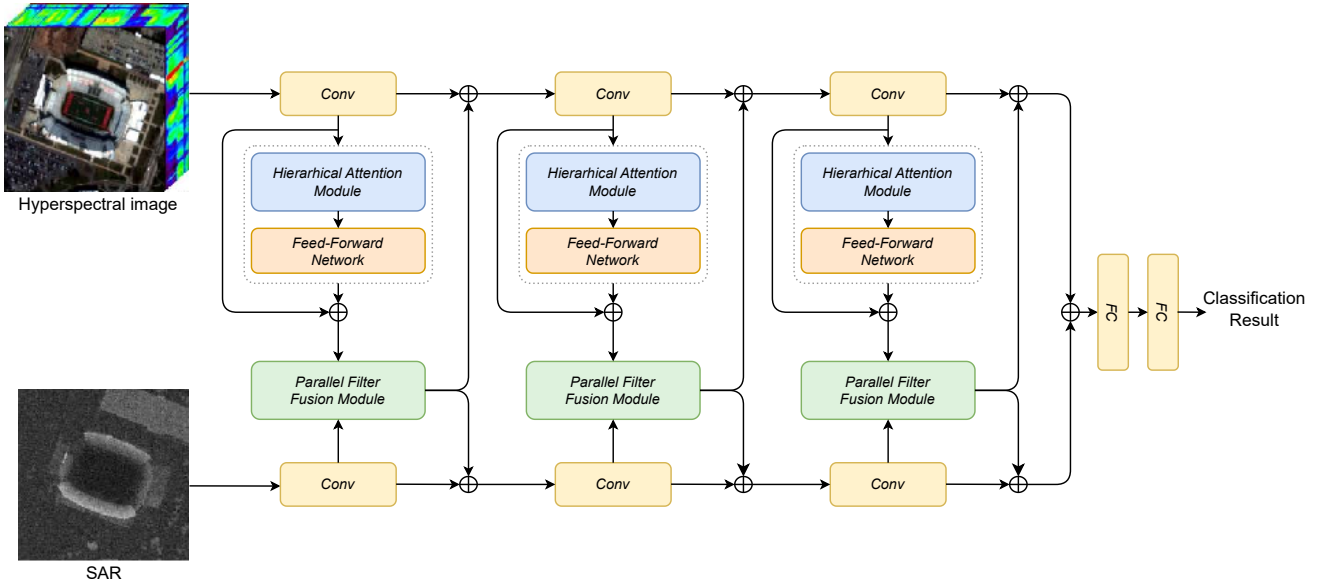 Hyperspectral image
Conv
Conv
Conv
Hierarhical Attention
Module
Hierarhical Attention
Module
Hierarhical Attention
Module
Feed-Forward
Network
Feed-Forward
Network
Feed-Forward
Network
Parallel Filter
Fusion Module
Parallel Filter
Fusion Module
Parallel Filter
Fusion Module
Conv
Conv
Conv
SAR
FC
FC
Classification
Result